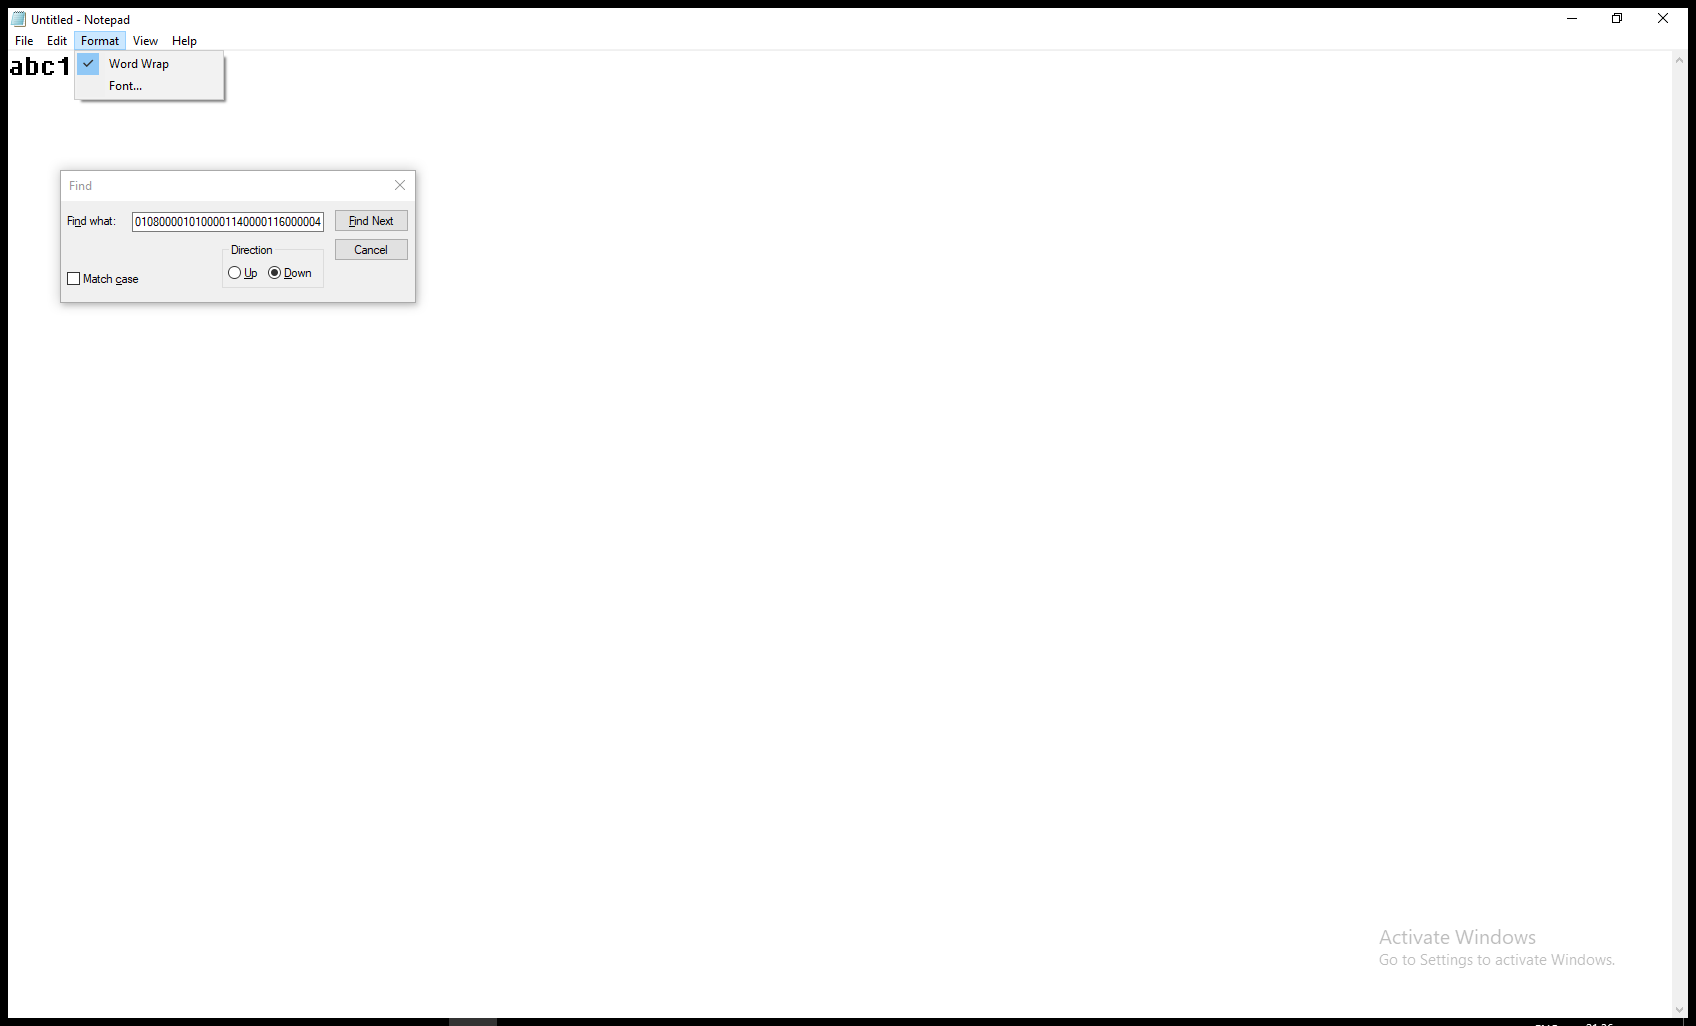 Untitled - Notepad
File Edit Format View Help
abc1
Word Wrap
Font...
Find
Find what: 0108000010100001140000116000004 Find Next
Direction Cancel
Up Down
Match case
Activate Windows
Go to Settings to activate Windows.